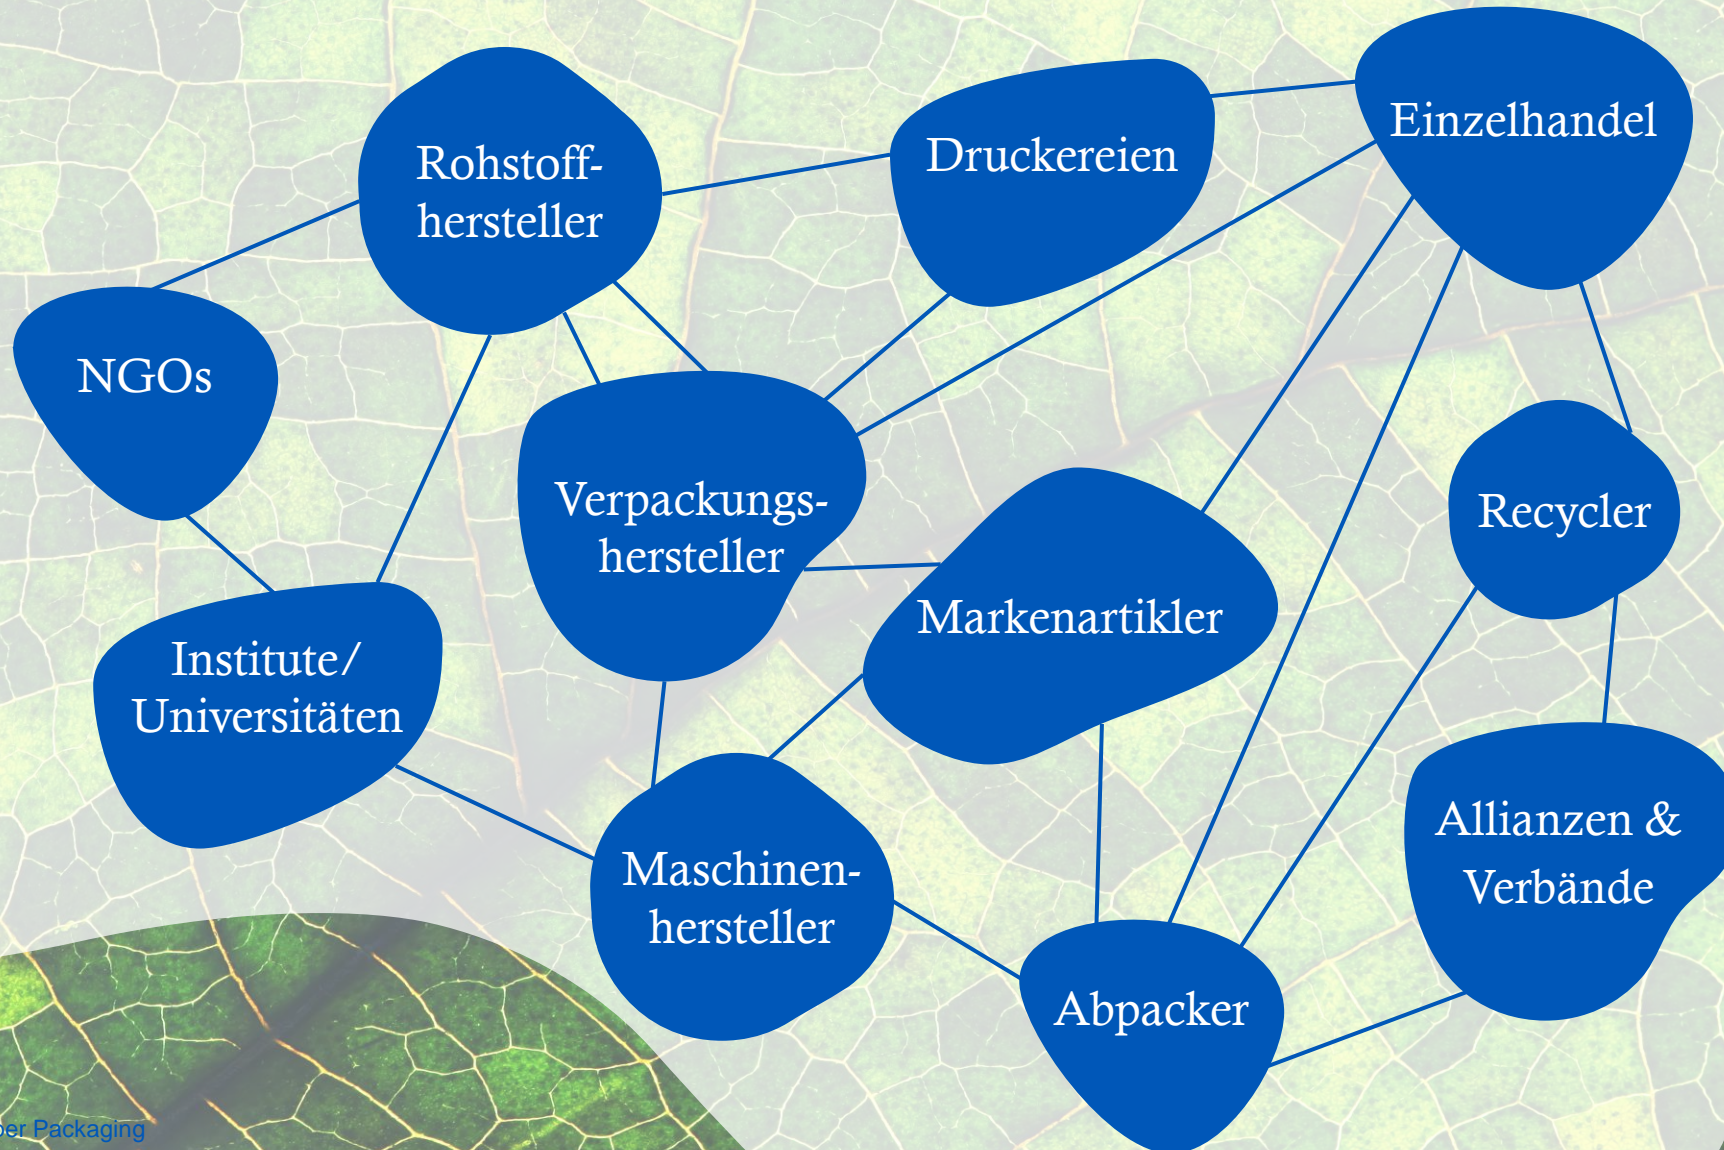 Einzelhandel
Druckereien
Rohstoff-
hersteller
NGOs
Verpackungs-
hersteller
Recycler
Markenartikler
Institute/
Universitäten
Allianzen &
Verbände
Maschinen-
hersteller
Abpacker
Packaging